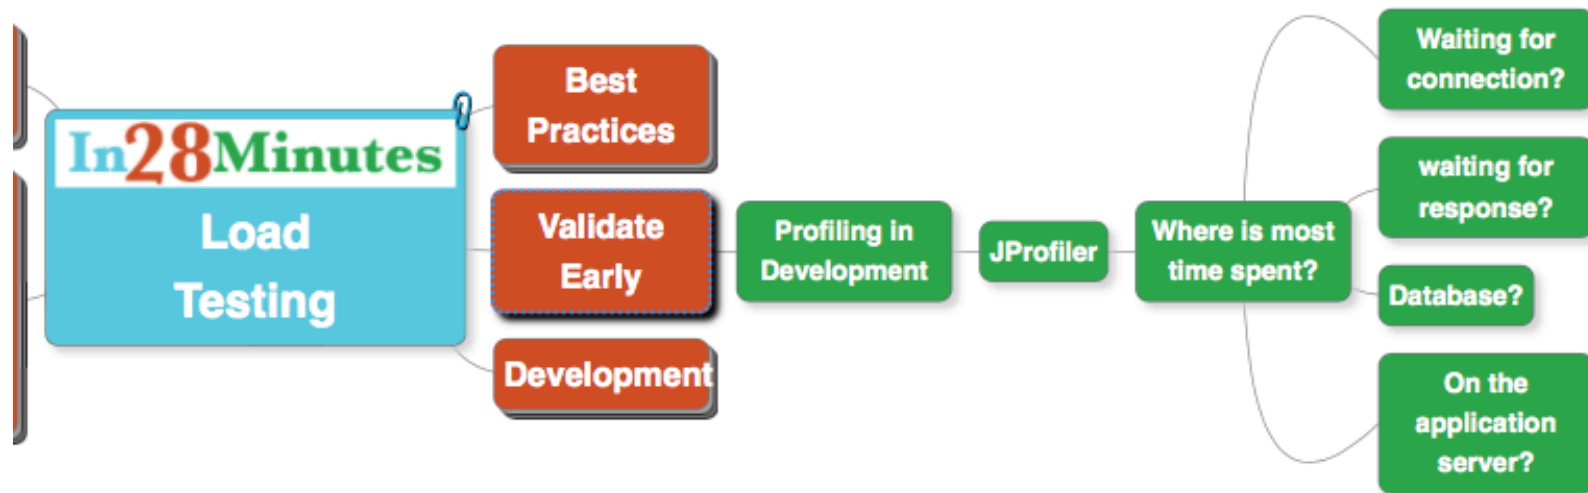 In28Minutes
Load
Testing
Best
Practices
Validate
Early
Development
Profiling in
Development
JProfiler
Where is most
time spent?
Waiting for
connection?
waiting for
response?
Database?
On the
application
server?